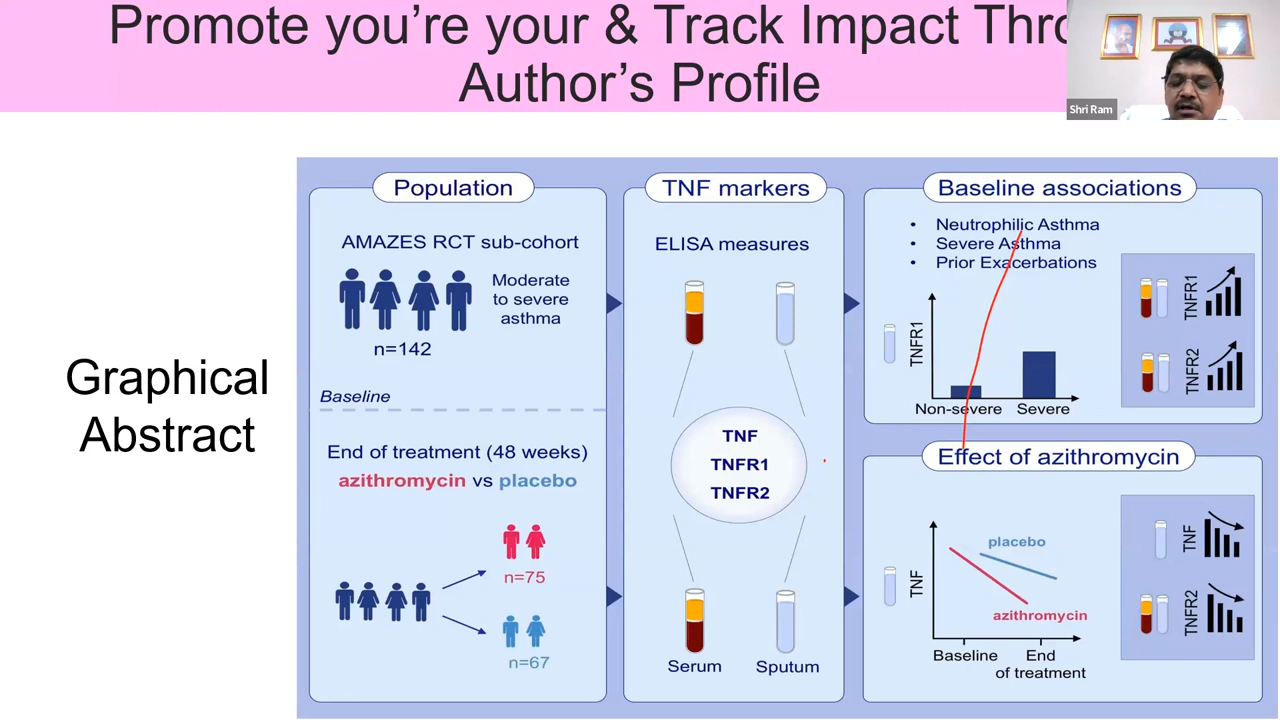 Promote you're your & Track Impact Thro
Author's Profile
Shri Ram
Graphical
Abstract
Population
AMAZES RCT sub-cohort
Moderate
to severe
asthma
n=142
Baseline
End of treatment (48 weeks)
azithromycin vs placebo
n=75
n=67
TNF markers
ELISA measures
TNF
TNFR1
TNFR2
Serum
Sputum
Baseline associations
• Neutrophilic Asthma
• Severe Asthma
• Prior Exacerbations
TNFR1
Non-severe
Severe
TNFR1
TNFR2
Effect of azithromycin
TNF
placebo
azithromycin
Baseline
End
of treatment
TNF
TNFR2